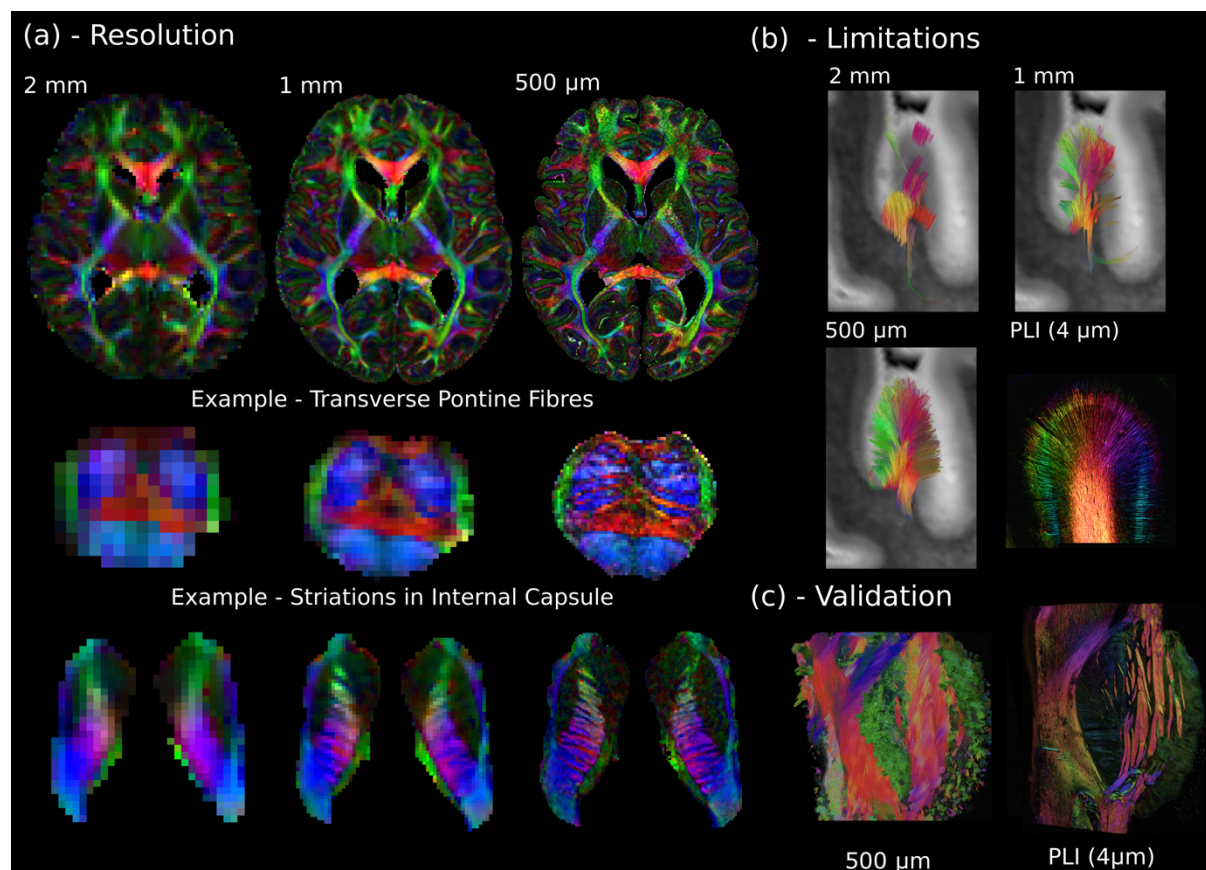 (a) - Resolution
2 mm
1 mm
500 µm
Example - Transverse Pontine Fibres
Example - Striations in Internal Capsule
(b) - Limitations
2 mm
1 mm
500 µm
PLI (4 µm)
(c) - Validation
500 µm
PLI (4µm)